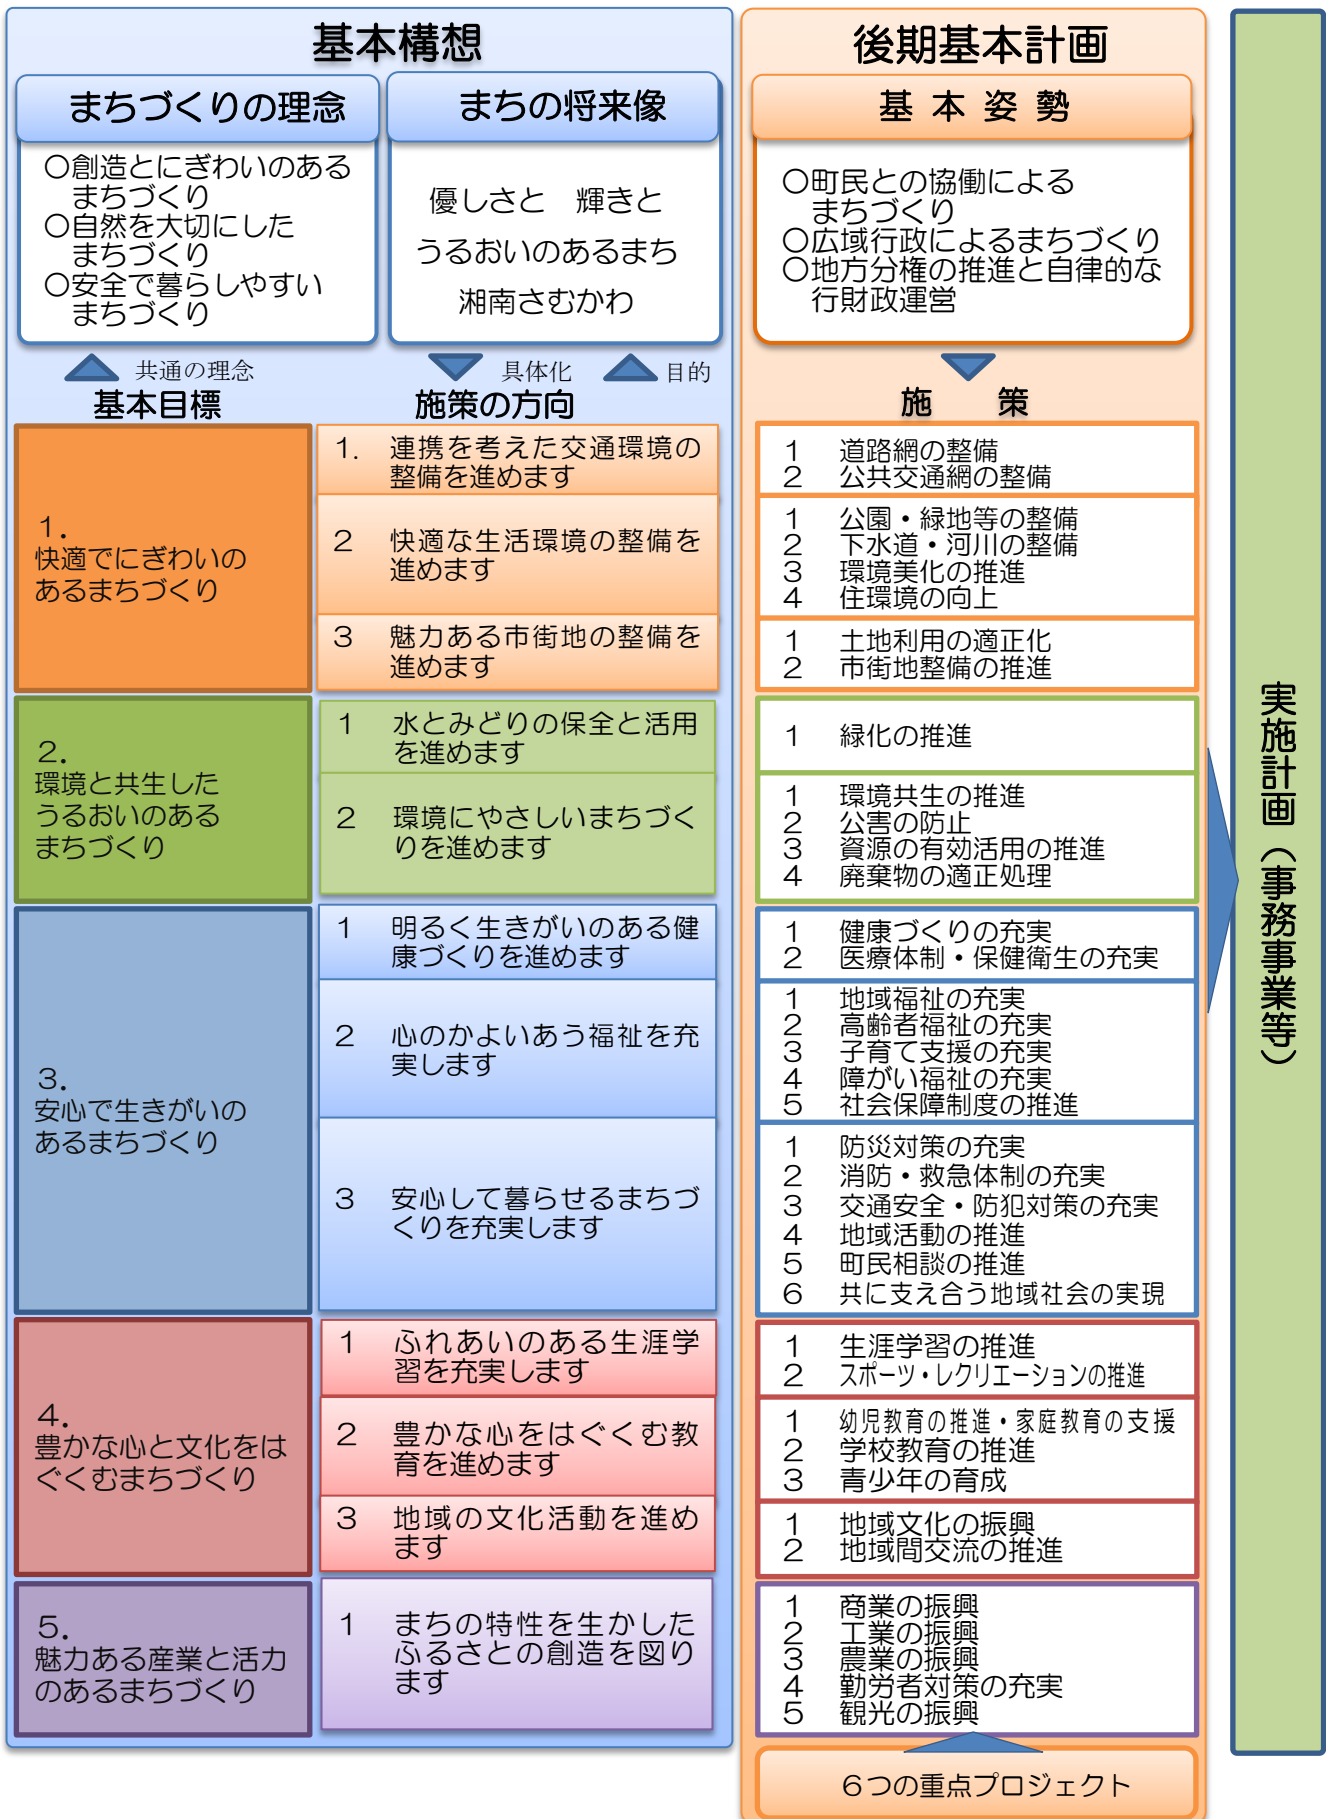 基本構想
まちづくりの理念
○創造とにぎわいのある
まちづくり
○自然を大切にした
まちづくり
○安全で暮らしやすい
まちづくり
まちの将来像
優しさと　輝きと
うるおいのあるまち
湘南さむかわ
共通の理念
具体化
目的
基本目標
施策の方向
1.
快適でにぎわいの
あるまちづくり
1.　連携を考えた交通環境の
整備を進めます
2　快適な生活環境の整備を
進めます
3　魅力ある市街地の整備を
進めます
2.
環境と共生した
うるおいのある
まちづくり
1　水とみどりの保全と活用
を進めます
2　環境にやさしいまちづく
りを進めます
3.
安心で生きがいの
あるまちづくり
1　明るく生きがいのある健
康づくりを進めます
2　心のかよいあう福祉を充
実します
3　安心して暮らせるまちづ
くりを充実します
4.
豊かな心と文化をは
ぐくむまちづくり
1　ふれあいのある生涯学
習を充実します
2　豊かな心をはぐくむ教
育を進めます
3　地域の文化活動を進め
ます
5.
魅力ある産業と活力
のあるまちづくり
1　まちの特性を生かした
ふるさとの創造を図り
ます
後期基本計画
基本姿勢
○町民との協働による
まちづくり
○広域行政によるまちづくり
○地方分権の推進と自律的な
行財政運営
施　策
1　道路網の整備
2　公共交通網の整備
1　公園・緑地等の整備
2　下水道・河川の整備
3　環境美化の推進
4　住環境の向上
1　土地利用の適正化
2　市街地整備の推進
1　緑化の推進
1　環境共生の推進
2　公害の防止
3　資源の有効活用の推進
4　廃棄物の適正処理
1　健康づくりの充実
2　医療体制・保健衛生の充実
1　地域福祉の充実
2　高齢者福祉の充実
3　子育て支援の充実
4　障がい福祉の充実
5　社会保障制度の推進
1　防災対策の充実
2　消防・救急体制の充実
3　交通安全・防犯対策の充実
4　地域活動の推進
5　町民相談の推進
6　共に支え合う地域社会の実現
1　生涯学習の推進
2　スポーツ・レクリエーションの推進
1　幼児教育の推進・家庭教育の支援
2　学校教育の推進
3　青少年の育成
1　地域文化の振興
2　地域間交流の推進
1　商業の振興
2　工業の振興
3　農業の振興
4　勤労者対策の充実
5　観光の振興
6つの重点プロジェクト
実施計画（事務事業等）